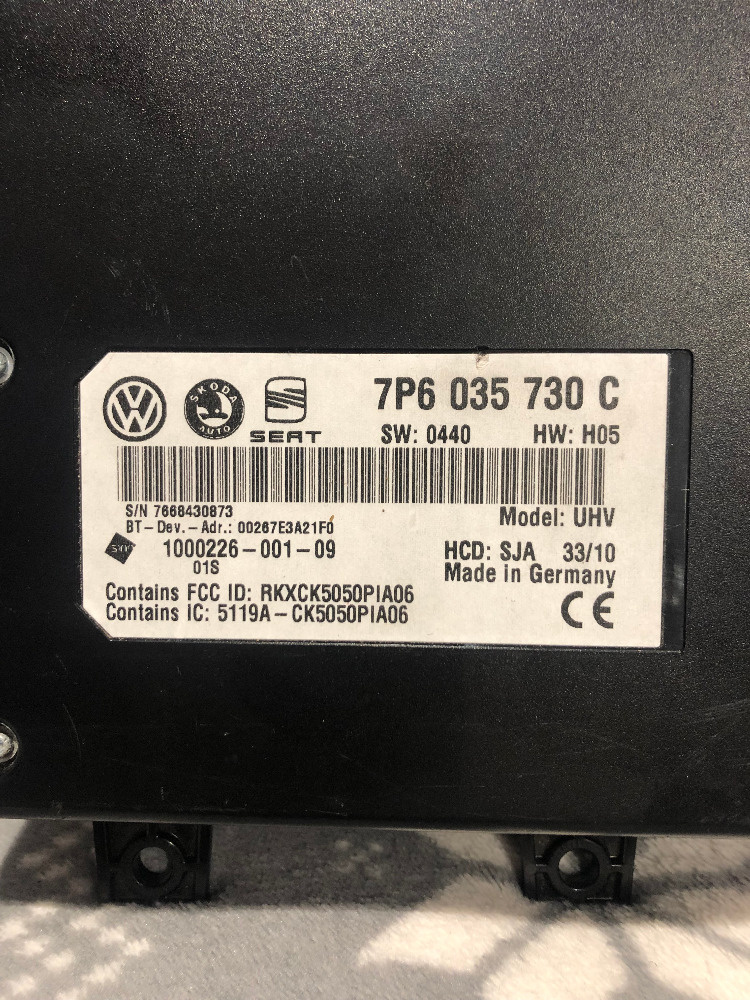 ŠKODA
AUTO
SEAT
7P6 035 730 C
SW: 0440 HW: H05
S/N 7668430873
BT-Dev.-Adr.: 00267E3A21F0
Model: UHV
1000226-001-09
01S
HCD: SJA 33/10
Made in Germany
Contains FCC ID: RKXCK5050PIA06
Contains IC: 5119A-CK5050PIA06
CE